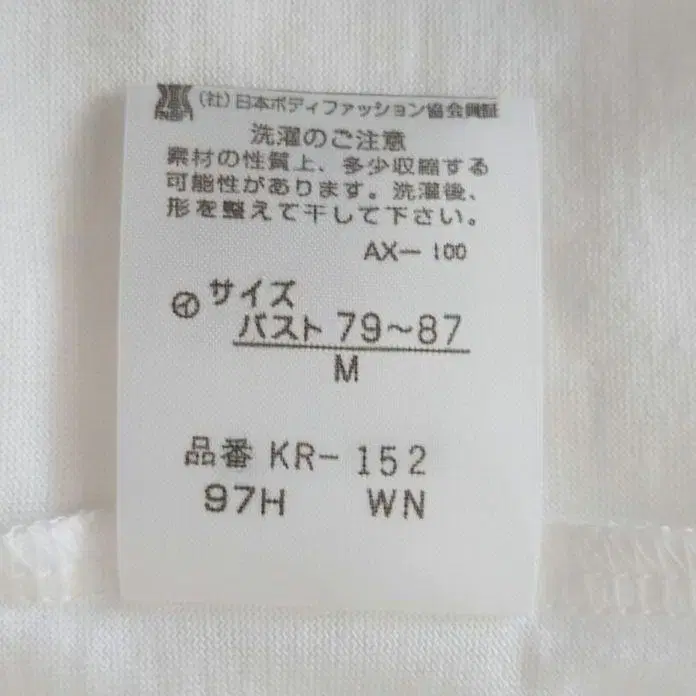 (社)日本ボディファッション協会員証
洗濯のご注意
素材の性質上、多少収縮する
可能性があります。洗濯後、
形を整えて干して下さい。
AX-100
イ サイズ
バスト 79~87
M
品番 KR-152
97H WN